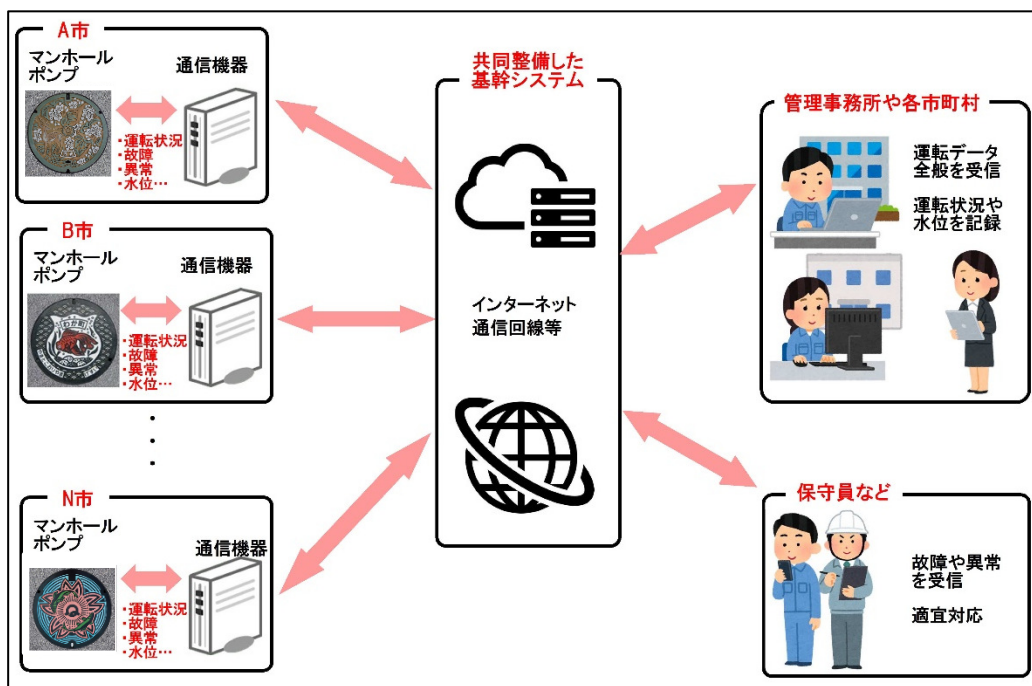 A市
マンホール
ポンプ
通信機器
・運転状況
・故障
・異常
・水位…
B市
マンホール
ポンプ
通信機器
・運転状況
・故障
・異常
・水位…
・
・
・
N市
マンホール
ポンプ
通信機器
・運転状況
・故障
・異常
・水位…
共同整備した
基幹システム
インターネット
通信回線等
管理事務所や各市町村
運転データ
全般を受信
運転状況や
水位を記録
保守員など
故障や異常
を受信
適宜対応